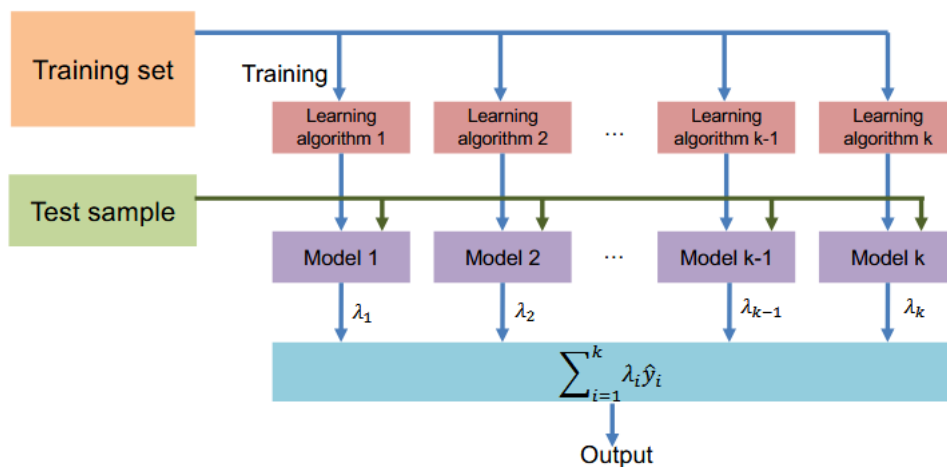 Training set
Training
Learning
algorithm 1
Learning
algorithm 2
...
Learning
algorithm k-1
Learning
algorithm k
Test sample
Model 1
Model 2
...
Model k-1
Model k
λ₁
λ₂
λₖ₋₁
λₖ
∑ᵢ₌₁ᵏ λᵢŷᵢ
Output